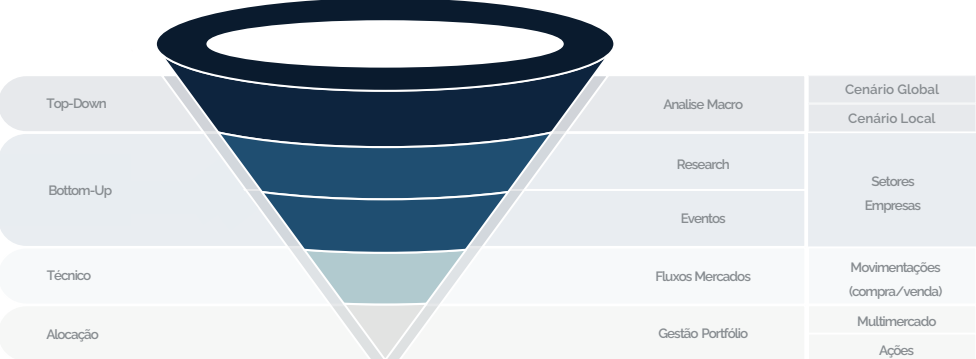 Top-Down
Analise Macro
Cenário Global
Cenário Local
Bottom-Up
Research
Eventos
Setores
Empresas
Técnico
Fluxos Mercados
Movimentações
(compra/venda)
Alocação
Gestão Portfólio
Multimercado
Ações